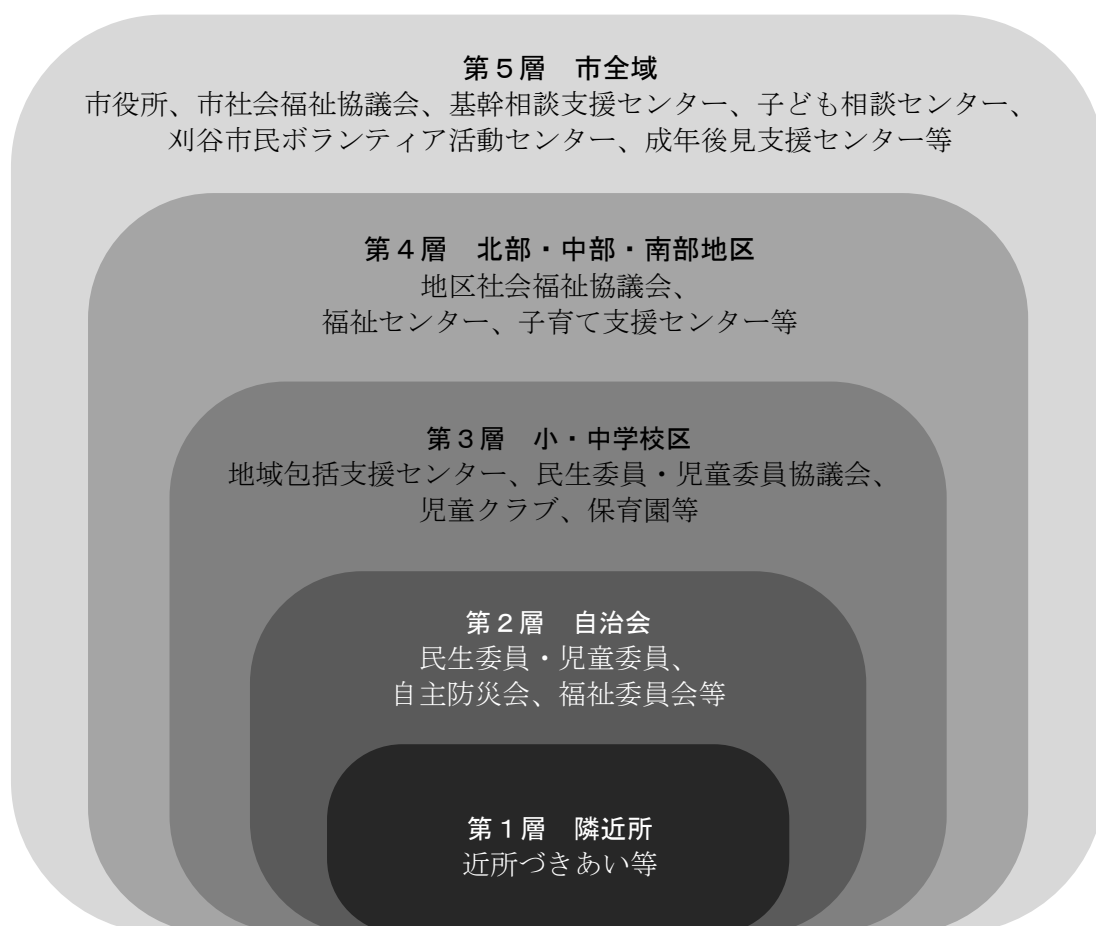 第５層　市全域
市役所、市社会福祉協議会、基幹相談支援センター、子ども相談センター、
刈谷市民ボランティア活動センター、成年後見支援センター等
第４層　北部・中部・南部地区
地区社会福祉協議会、
福祉センター、子育て支援センター等
第３層　小・中学校区
地域包括支援センター、民生委員・児童委員協議会、
児童クラブ、保育園等
第２層　自治会
民生委員・児童委員、
自主防災会、福祉委員会等
第１層　隣近所
近所づきあい等